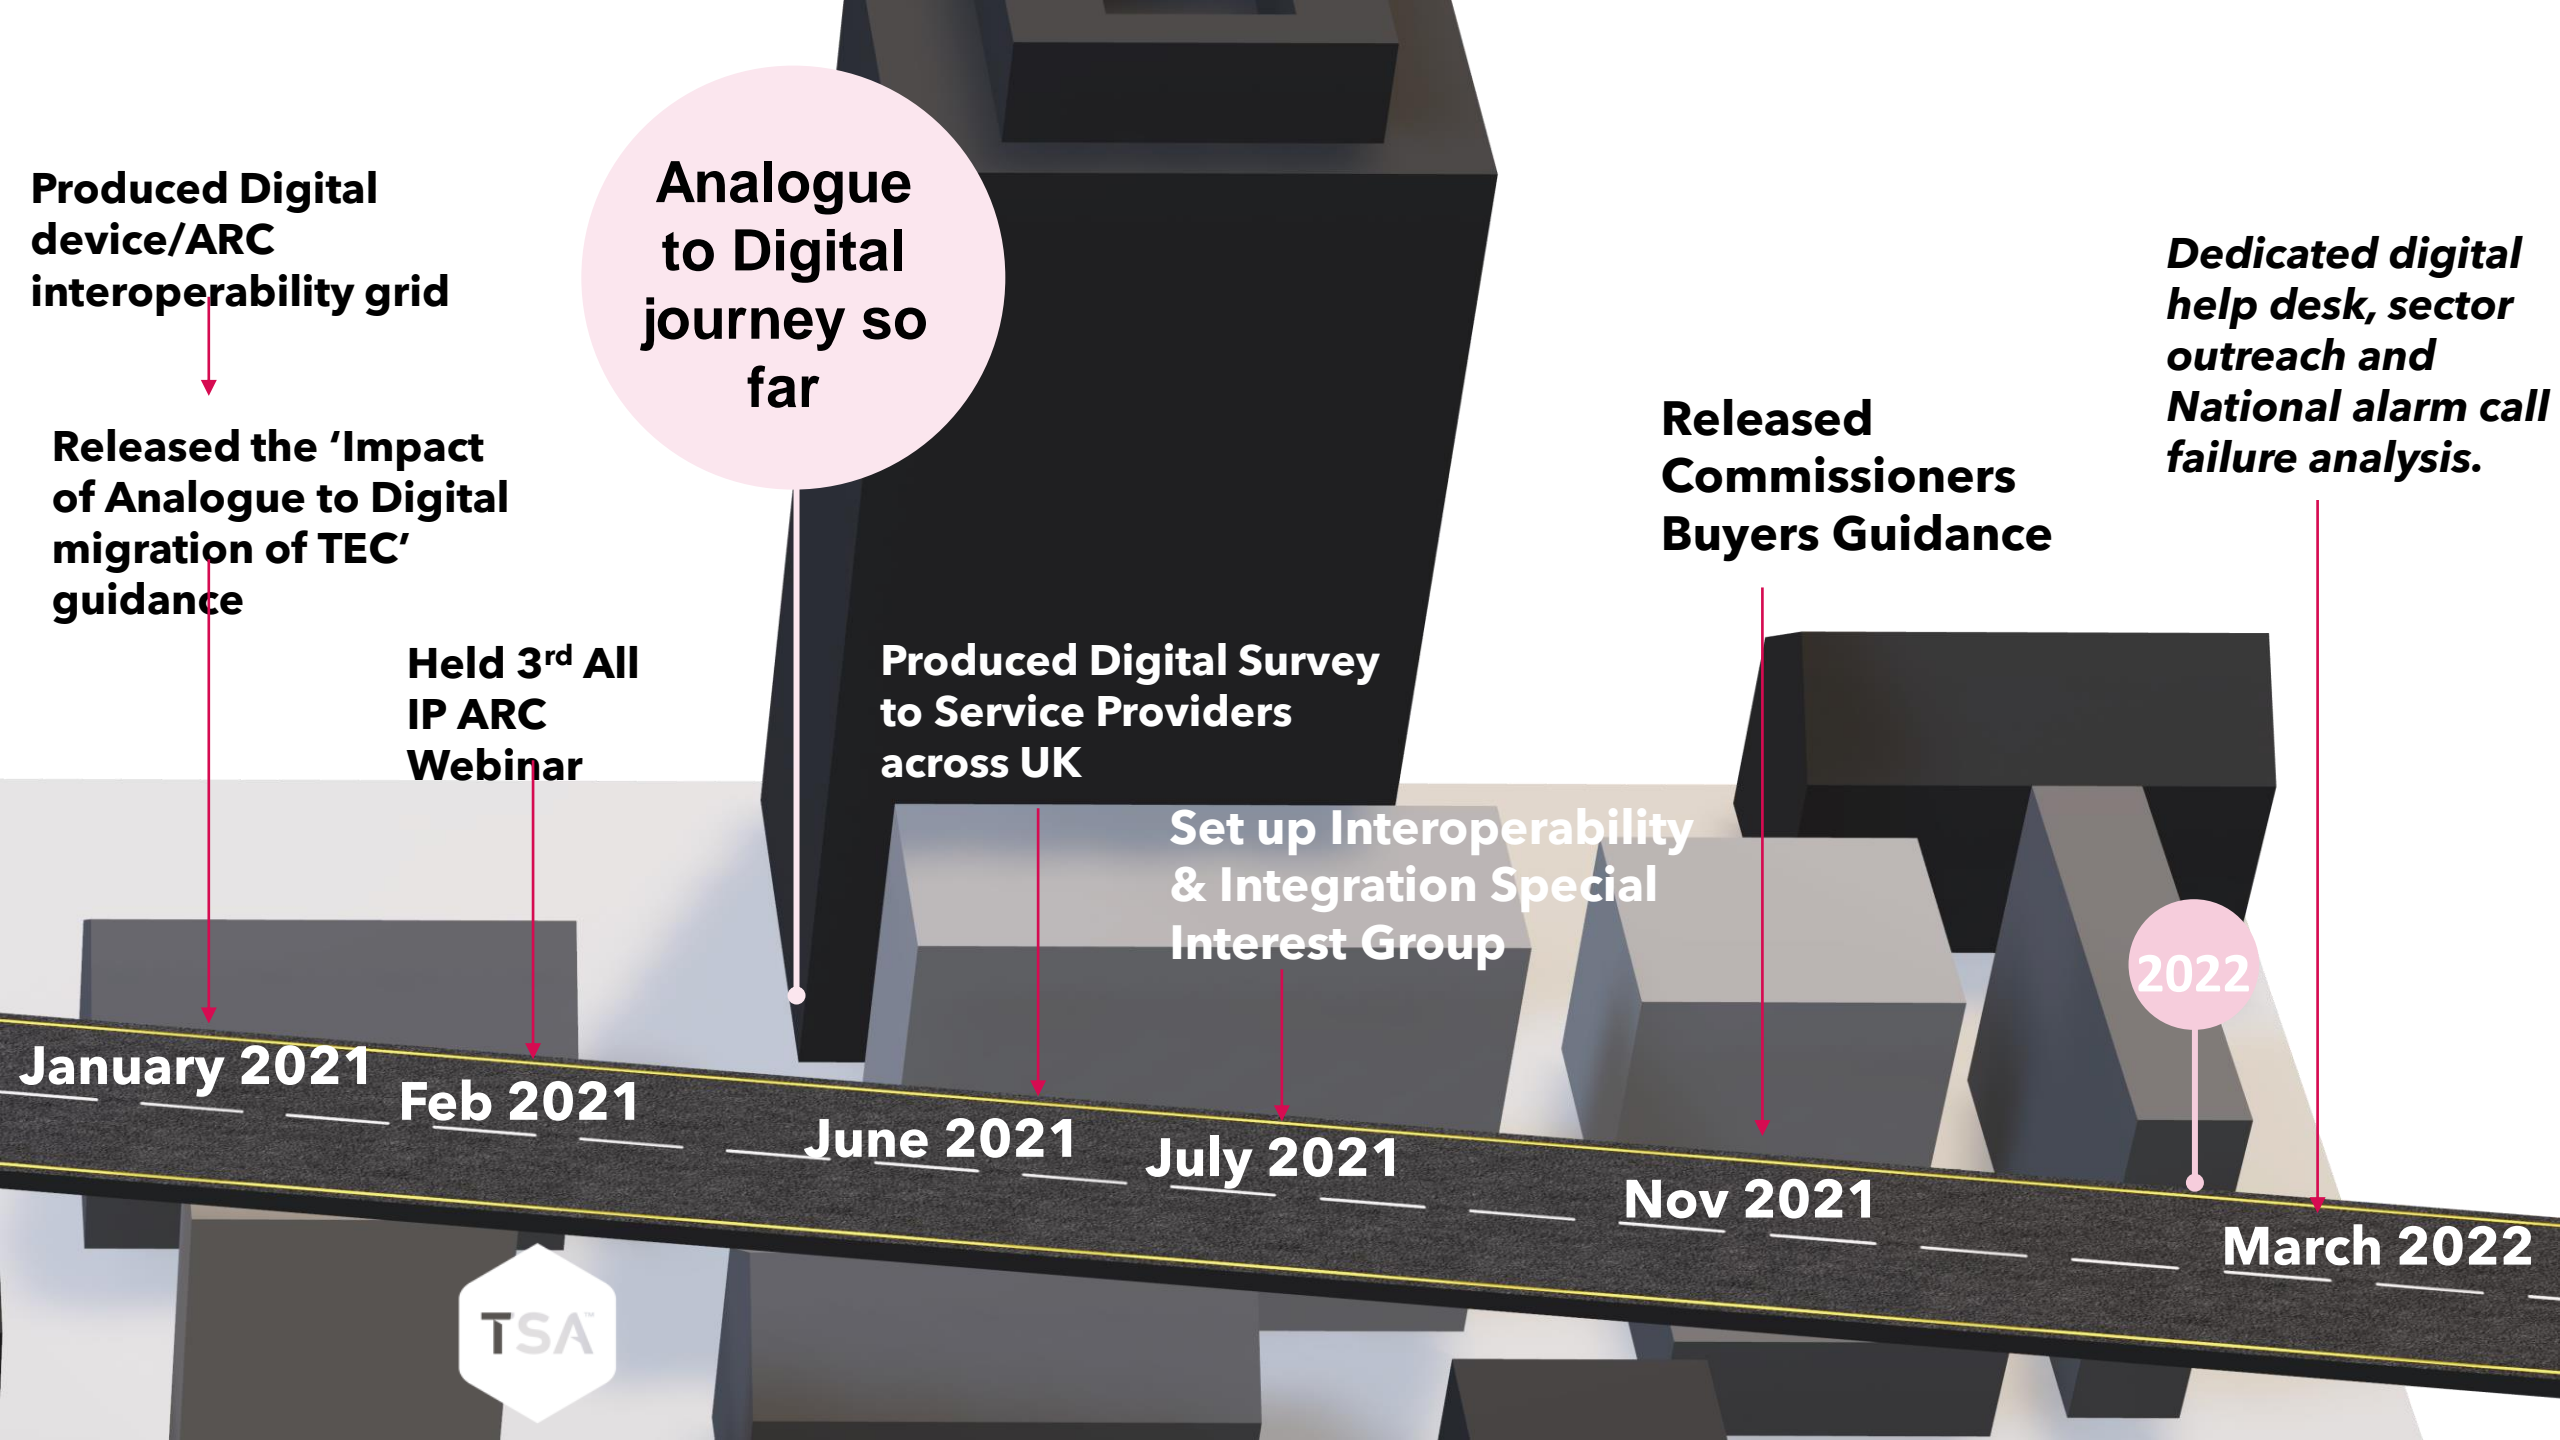 Analogue
to Digital
journey so
far
Produced Digital
device/ARC
interoperability grid
Released the ‘Impact
of Analogue to Digital
migration of TEC’
guidance
Held 3rd All
IP ARC
Webinar
Produced Digital Survey
to Service Providers
across UK
Set up Interoperability
& Integration Special
Interest Group
Released
Commissioners
Buyers Guidance
Dedicated digital
help desk, sector
outreach and
National alarm call
failure analysis.
2022
January 2021
Feb 2021
June 2021
July 2021
Nov 2021
March 2022
TSA™